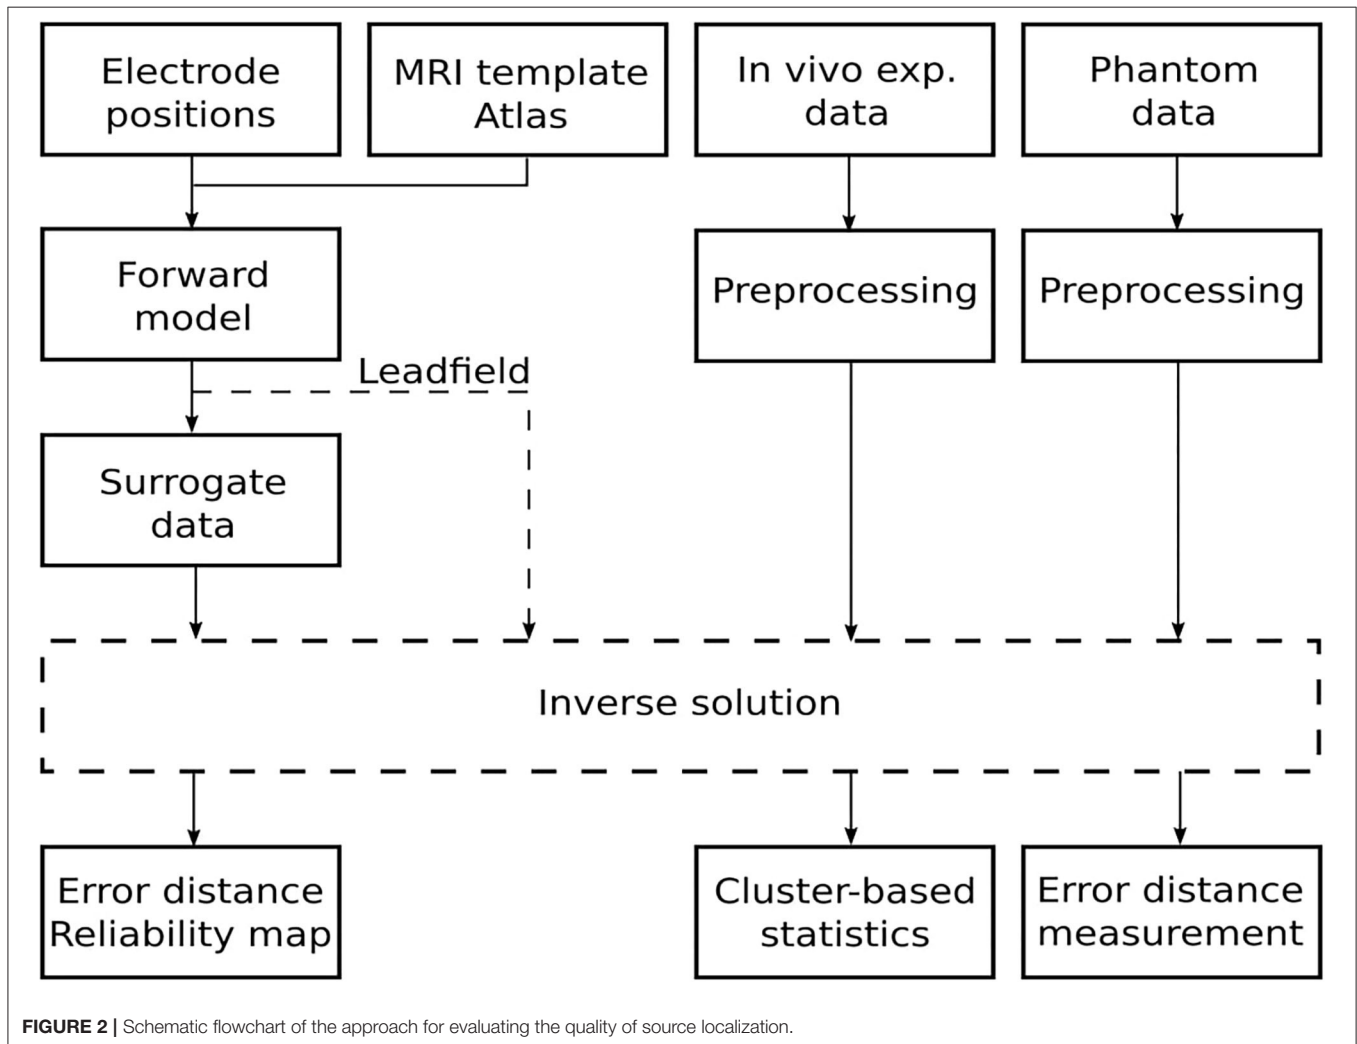 Electrode
positions
MRI template
Atlas
In vivo exp.
data
Phantom
data
Forward
model
Preprocessing
Preprocessing
Leadfield
Surrogate
data
Inverse solution
Error distance
Reliability map
Cluster-based
statistics
Error distance
measurement
FIGURE 2 | Schematic flowchart of the approach for evaluating the quality of source localization.